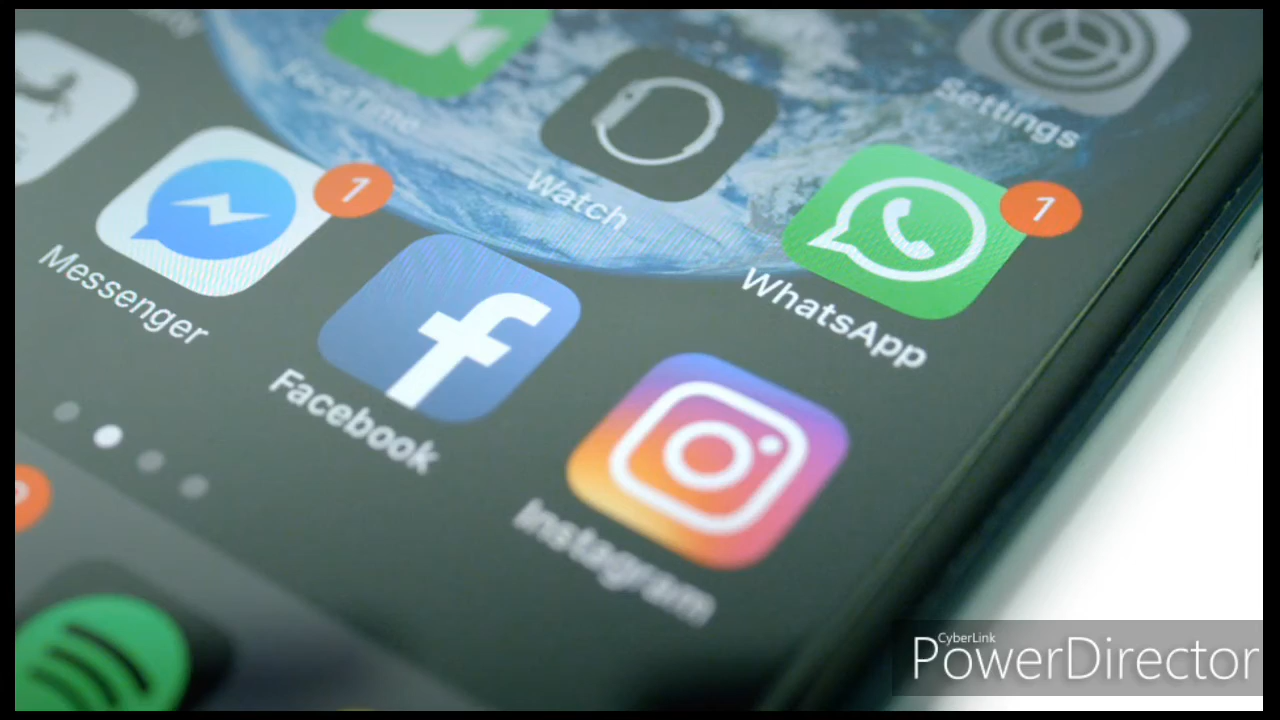 FaceTime
Watch
Settings
1
Messenger
1
WhatsApp
Facebook
Instagram
CyberLink
PowerDirector